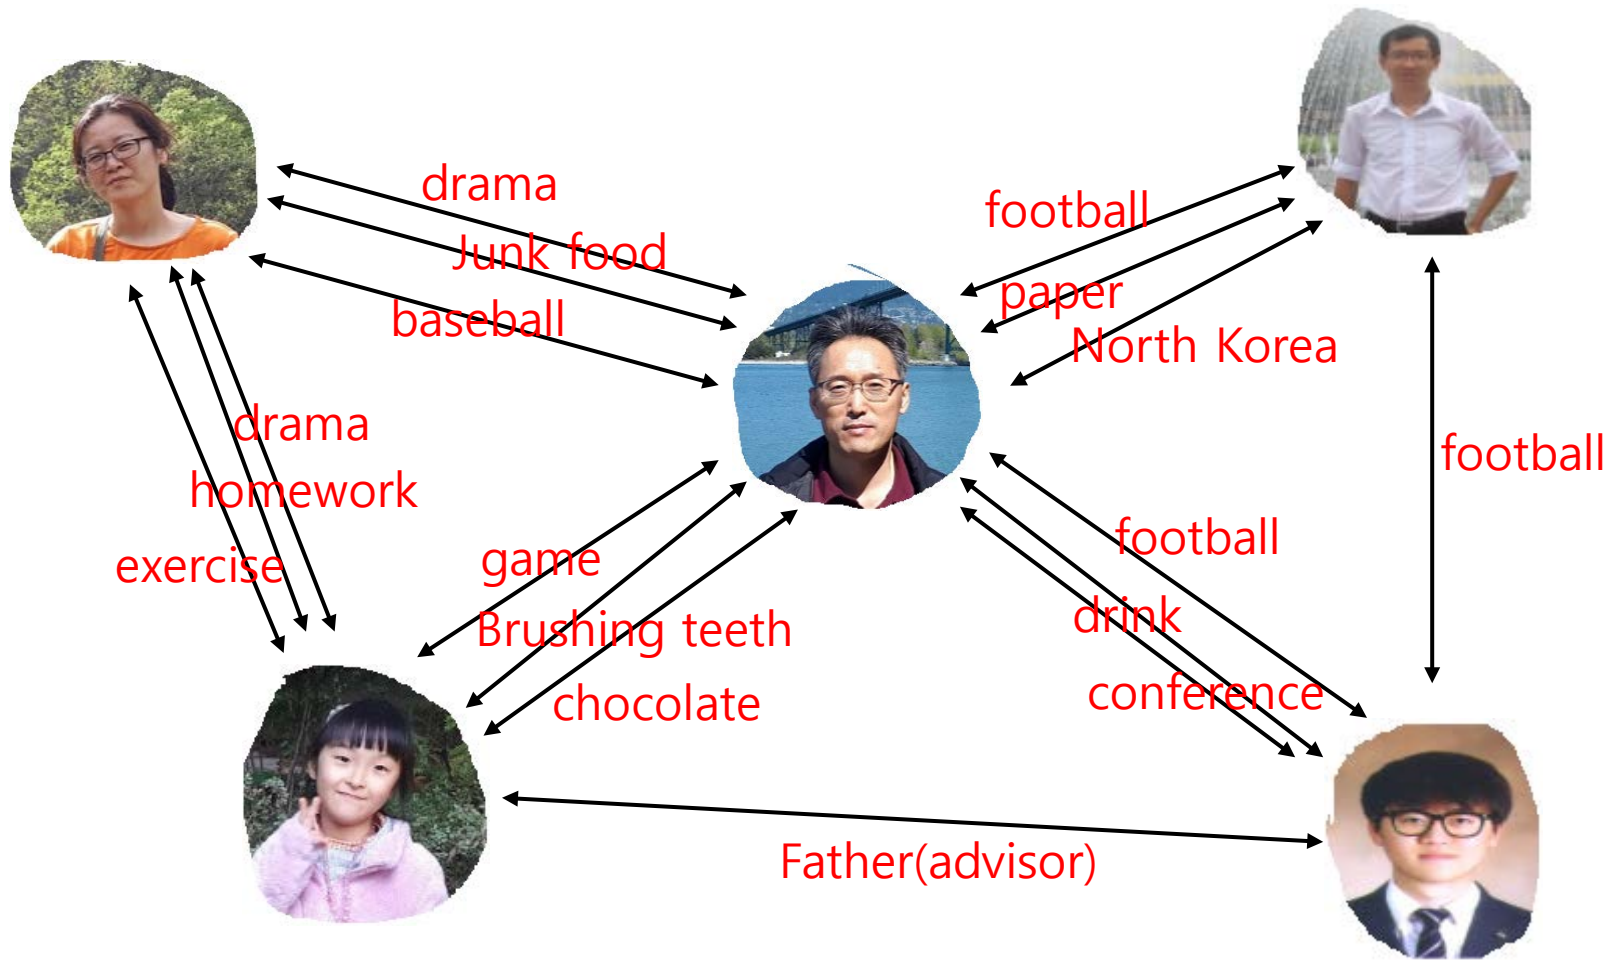 drama
Junk food
baseball
football
paper
North Korea
drama
homework
exercise
game
Brushing teeth
chocolate
football
drink
conference
football
Father(advisor)